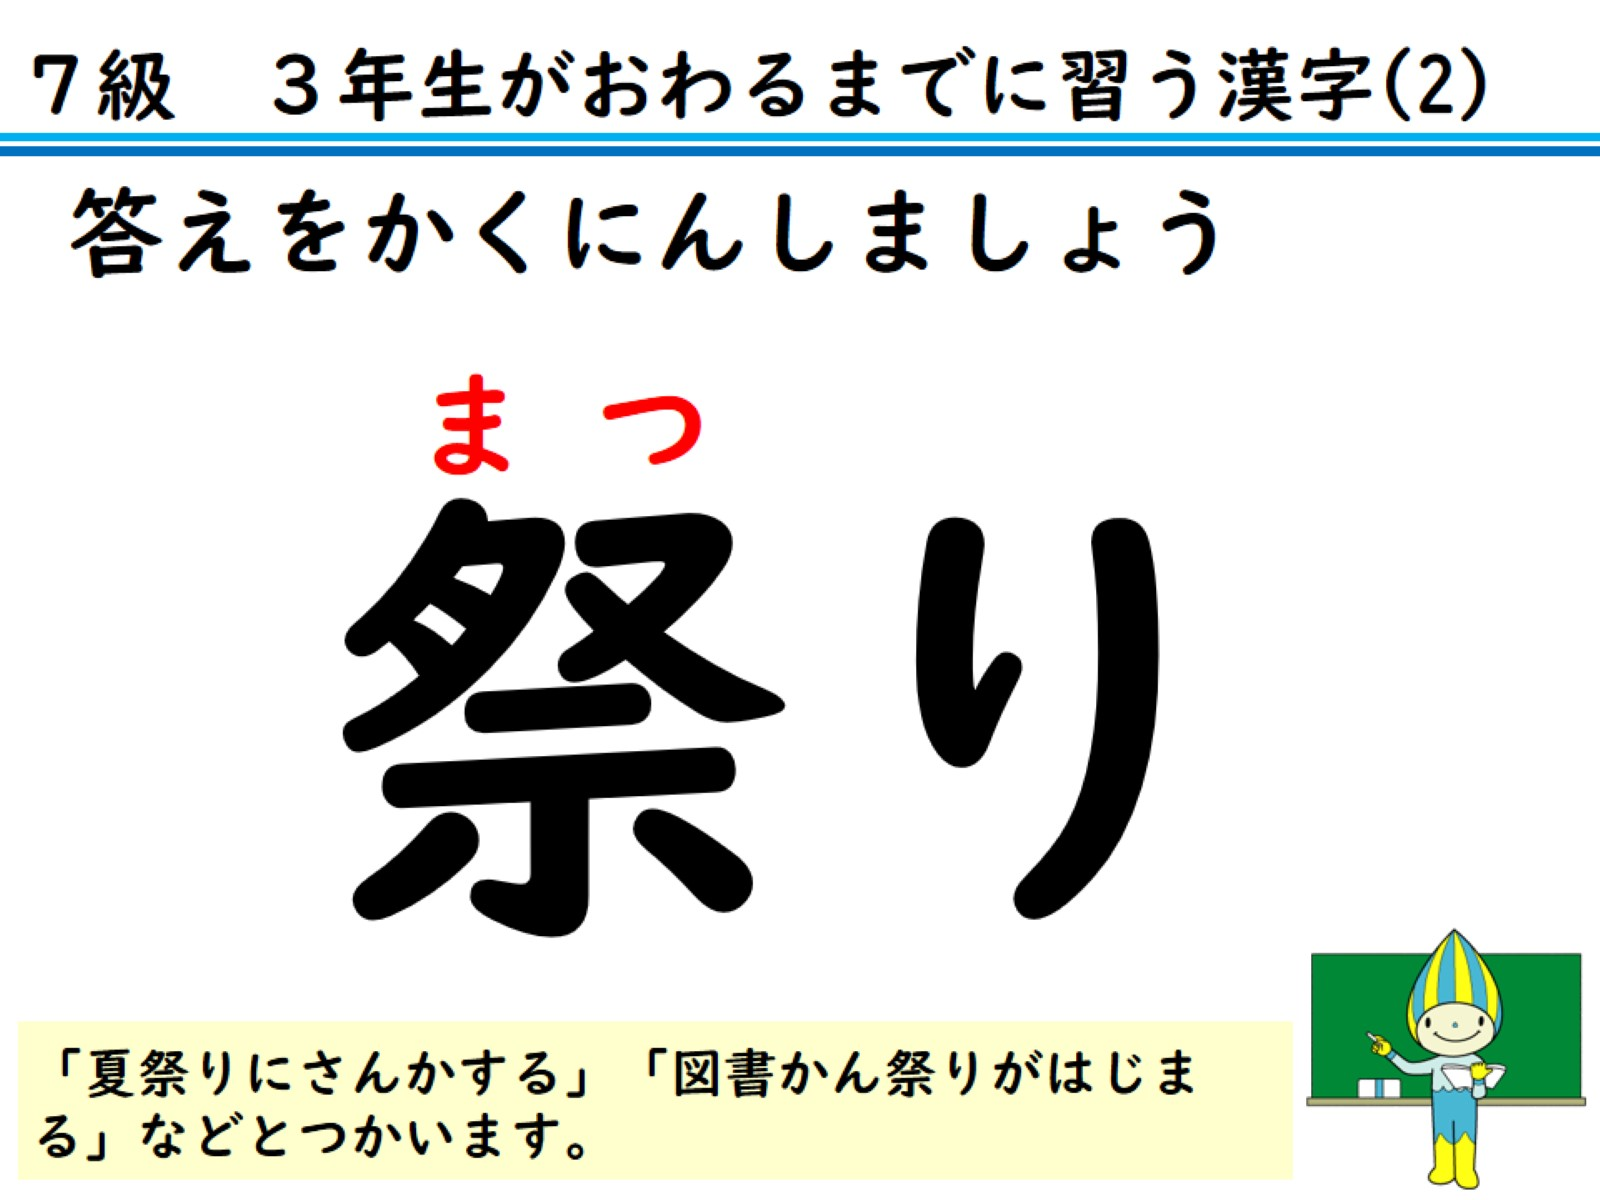 ７級　３年生がおわるまでに習う漢字(2)
答えをかくにんしましょう
まつ
祭り
「夏祭りにさんかする」「図書かん祭りがはじま
る」などとつかいます。